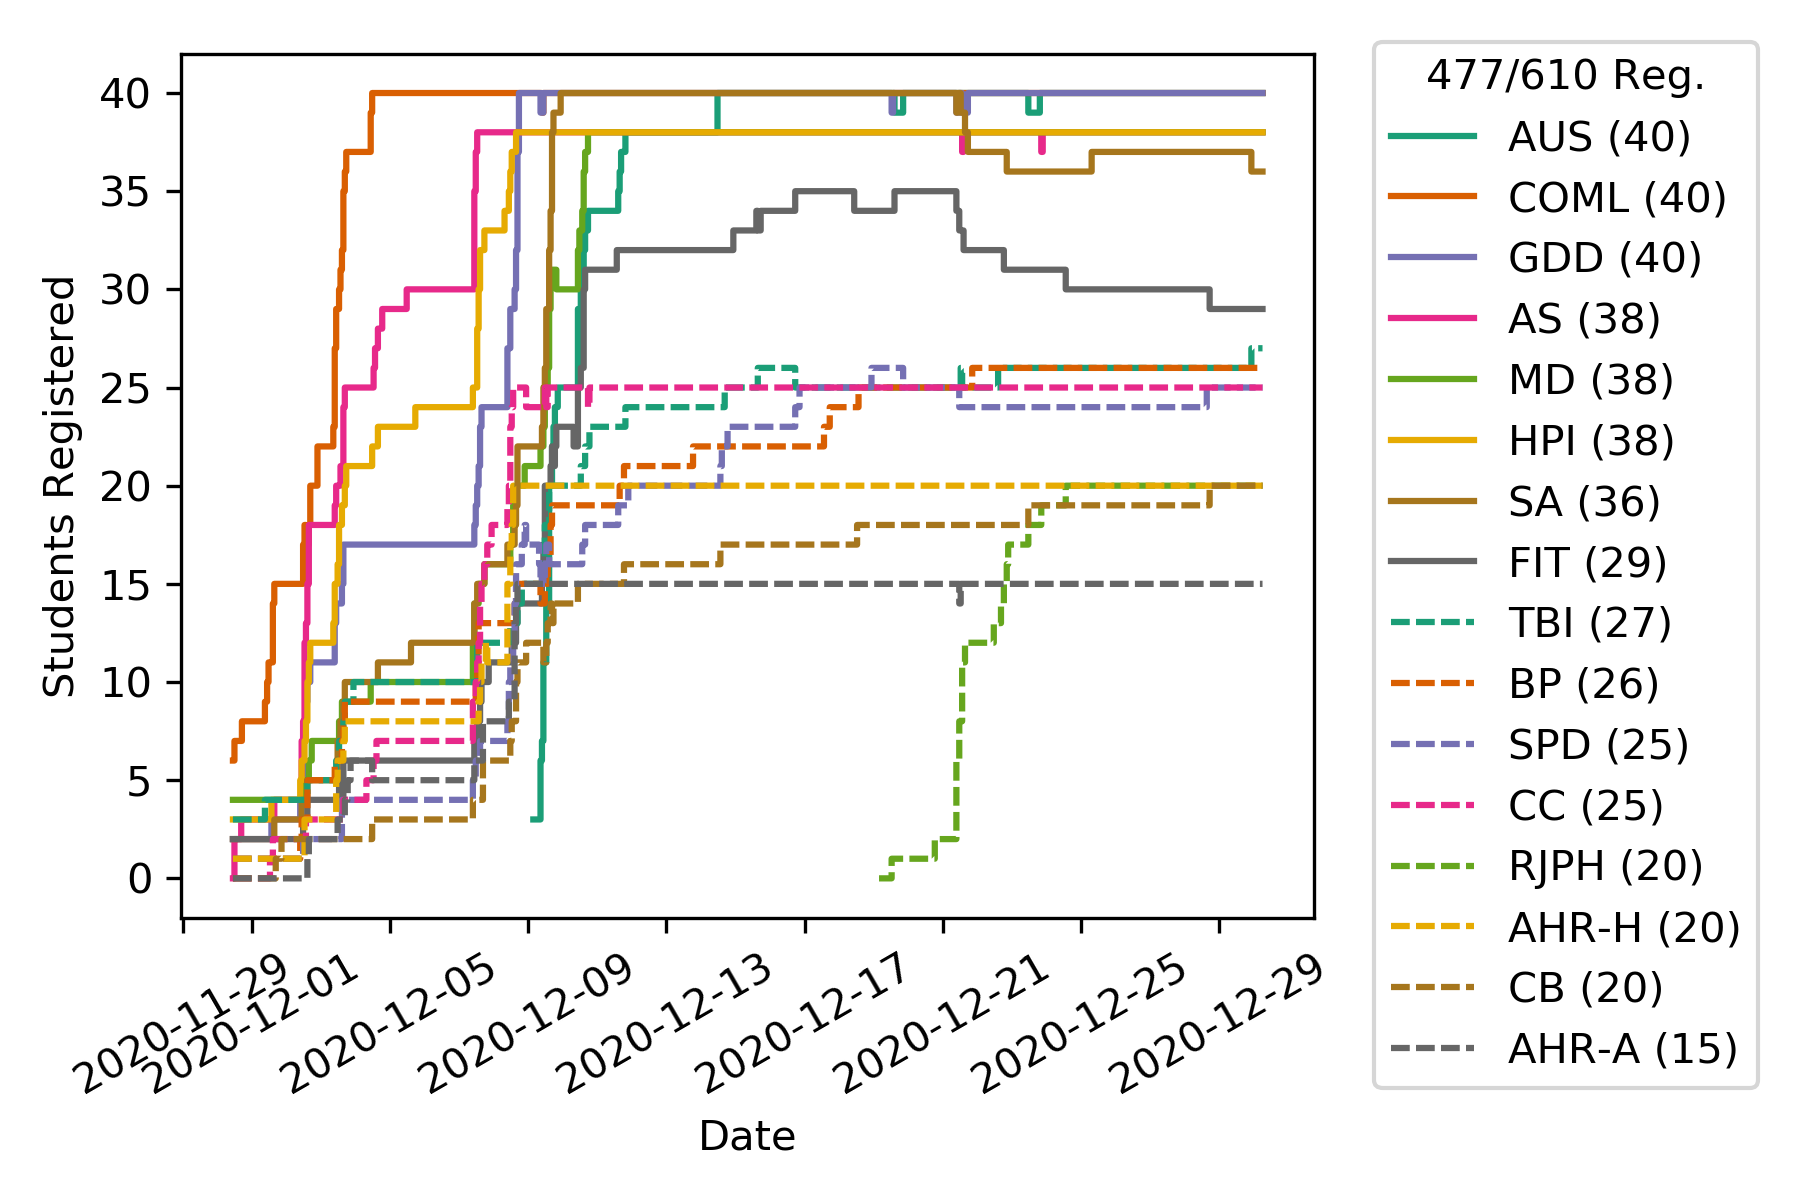 40
35
30
25
20
15
10
5
0
Students Registered
2020-11-29
2020-12-01
2020-12-05
2020-12-09
2020-12-13
2020-12-17
2020-12-21
2020-12-25
2020-12-29
Date
477/610 Reg.
AUS (40)
COML (40)
GDD (40)
AS (38)
MD (38)
HPI (38)
SA (36)
FIT (29)
TBI (27)
BP (26)
SPD (25)
CC (25)
RJPH (20)
AHR-H (20)
CB (20)
AHR-A (15)